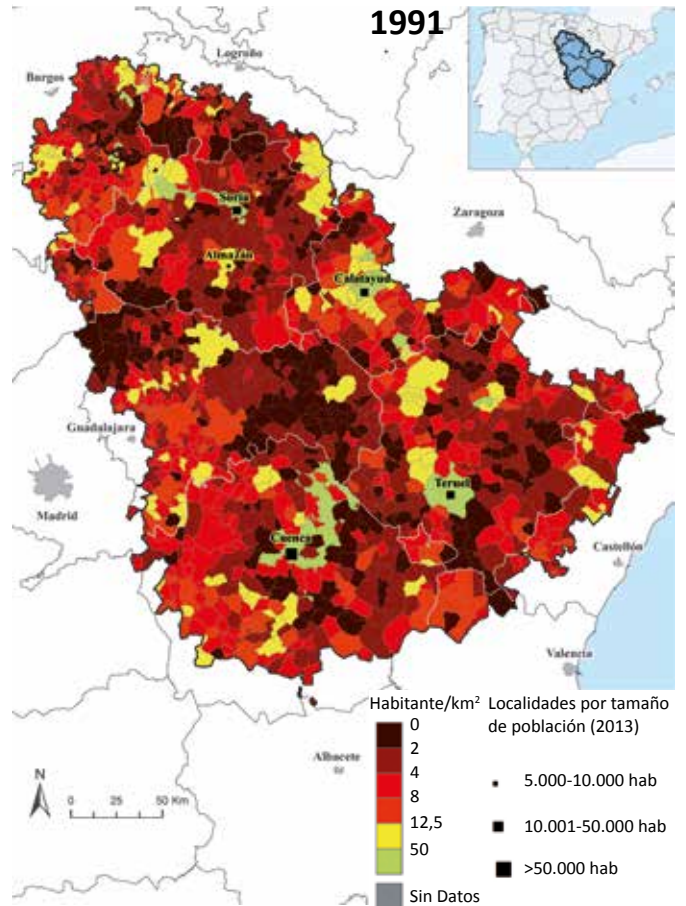 1991
Logroño
Burgos
Soria
Zaragoza
Almazán
Calatayud
Guadalajara
Madrid
Teruel
Cuenca
Castellón
Valencia
Albacete
Habitante/km²
0
2
4
8
12,5
50
Sin Datos
Localidades por tamaño
de población (2013)
5.000-10.000 hab
10.001-50.000 hab
>50.000 hab
N
0 25 50 Km